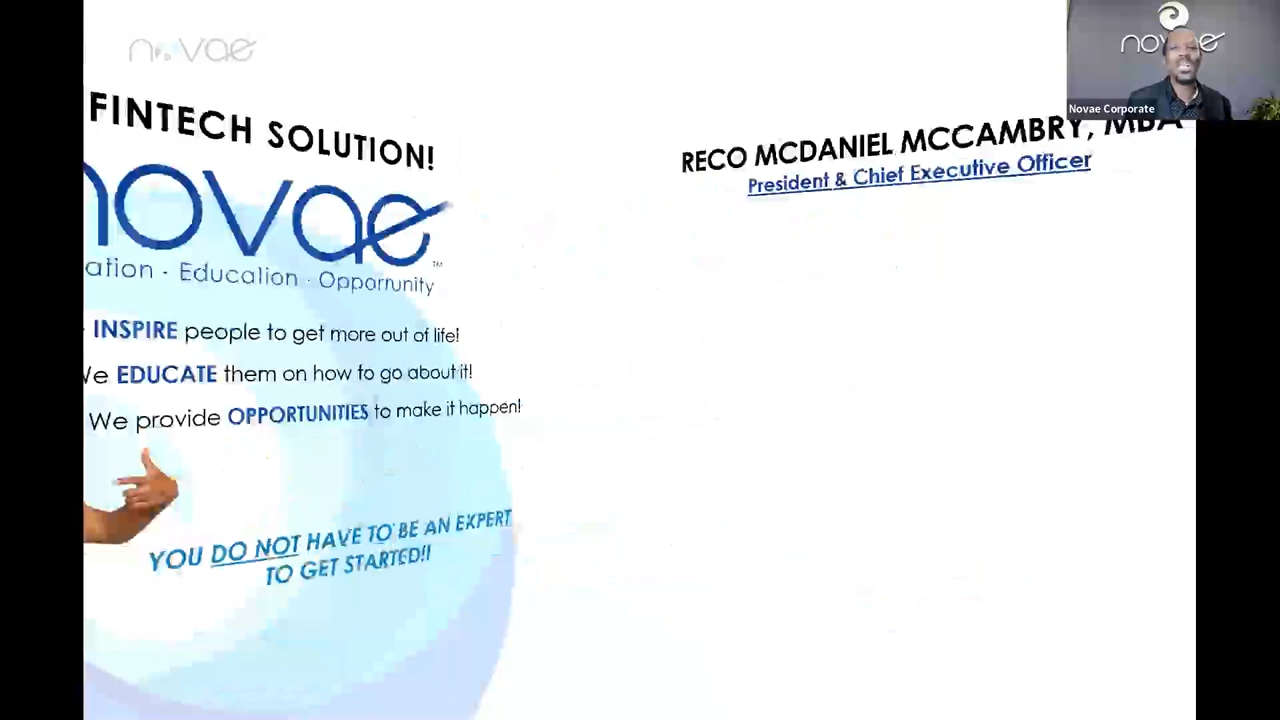 novae
FINTECH SOLUTION!
novae™
ation · Education · Opportunity
INSPIRE people to get more out of life!
We EDUCATE them on how to go about it!
We provide OPPORTUNITIES to make it happen!
YOU DO NOT HAVE TO BE AN EXPERT
TO GET STARTED!!
RECO MCDANIEL MCCAMBRY, MBA
President & Chief Executive Officer
novae
Novae Corporate